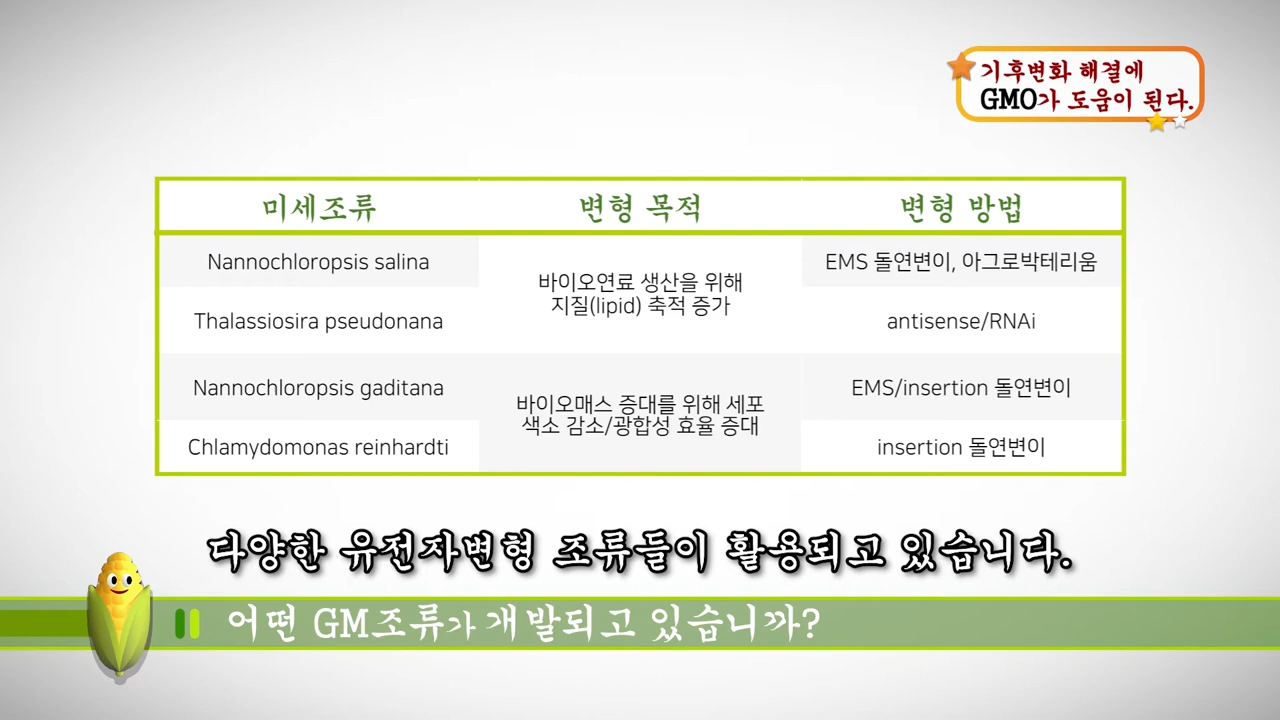 기후변화 해결에
GMO가 도움이 된다.
미세조류 변형 목적 변형 방법
Nannochloropsis salina
바이오연료 생산을 위해
지질(lipid) 축적 증가
EMS 돌연변이, 아그로박테리움
Thalassiosira pseudonana
antisense/RNAi
Nannochloropsis gaditana
바이오매스 증대를 위해 세포
색소 감소/광합성 효율 증대
EMS/insertion 돌연변이
Chlamydomonas reinhardti
insertion 돌연변이
다양한 유전자변형 조류들이 활용되고 있습니다.
어떤 GM조류가 개발되고 있습니까?